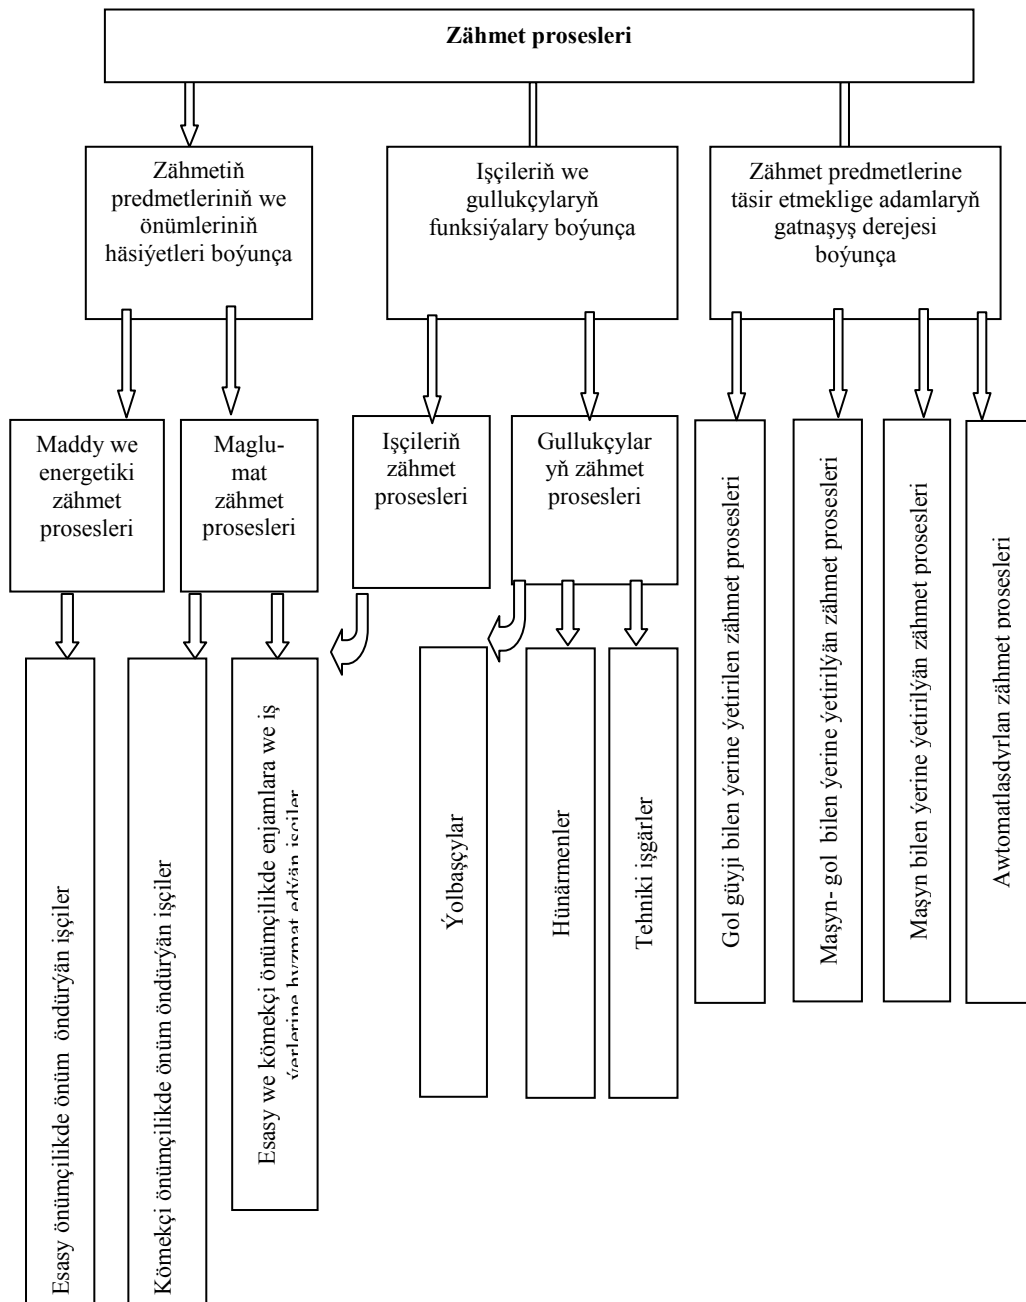 Zähmet prosesleri
Zähmetiň
predmetleriniň we
önümleriniň
häsiýetleri boýunça
Işçileriň we
gullukçylaryň
funksiýalary boýunça
Zähmet predmetlerine
täsir etmeklige adamlaryň
gatnaşyş derejesi
boýunça
Maddy we
energetiki
zähmet
prosesleri
Maglu-
mat
zähmet
prosesleri
Işçileriň
zähmet
prosesleri
Gullukçylar
yň zähmet
prosesleri
Esasy önümçilikde önüm öndürýän işçiler
Kömekçi önümçilikde önüm öndürýän işçiler
Esasy we kömekçi önümçilikde enjamlara we iş
ýerlerine hyzmat edýän işçiler
Ýolbaşçylar
Hünärmenler
Tehniki işgärler
Gol güýji bilen ýerine ýetirilen zähmet prosesleri
Maşyn- gol bilen ýerine ýetirilýän zähmet prosesleri
Maşyn bilen ýerine ýetirilýän zähmet prosesleri
Awtomatlaşdyrlan zähmet prosesleri